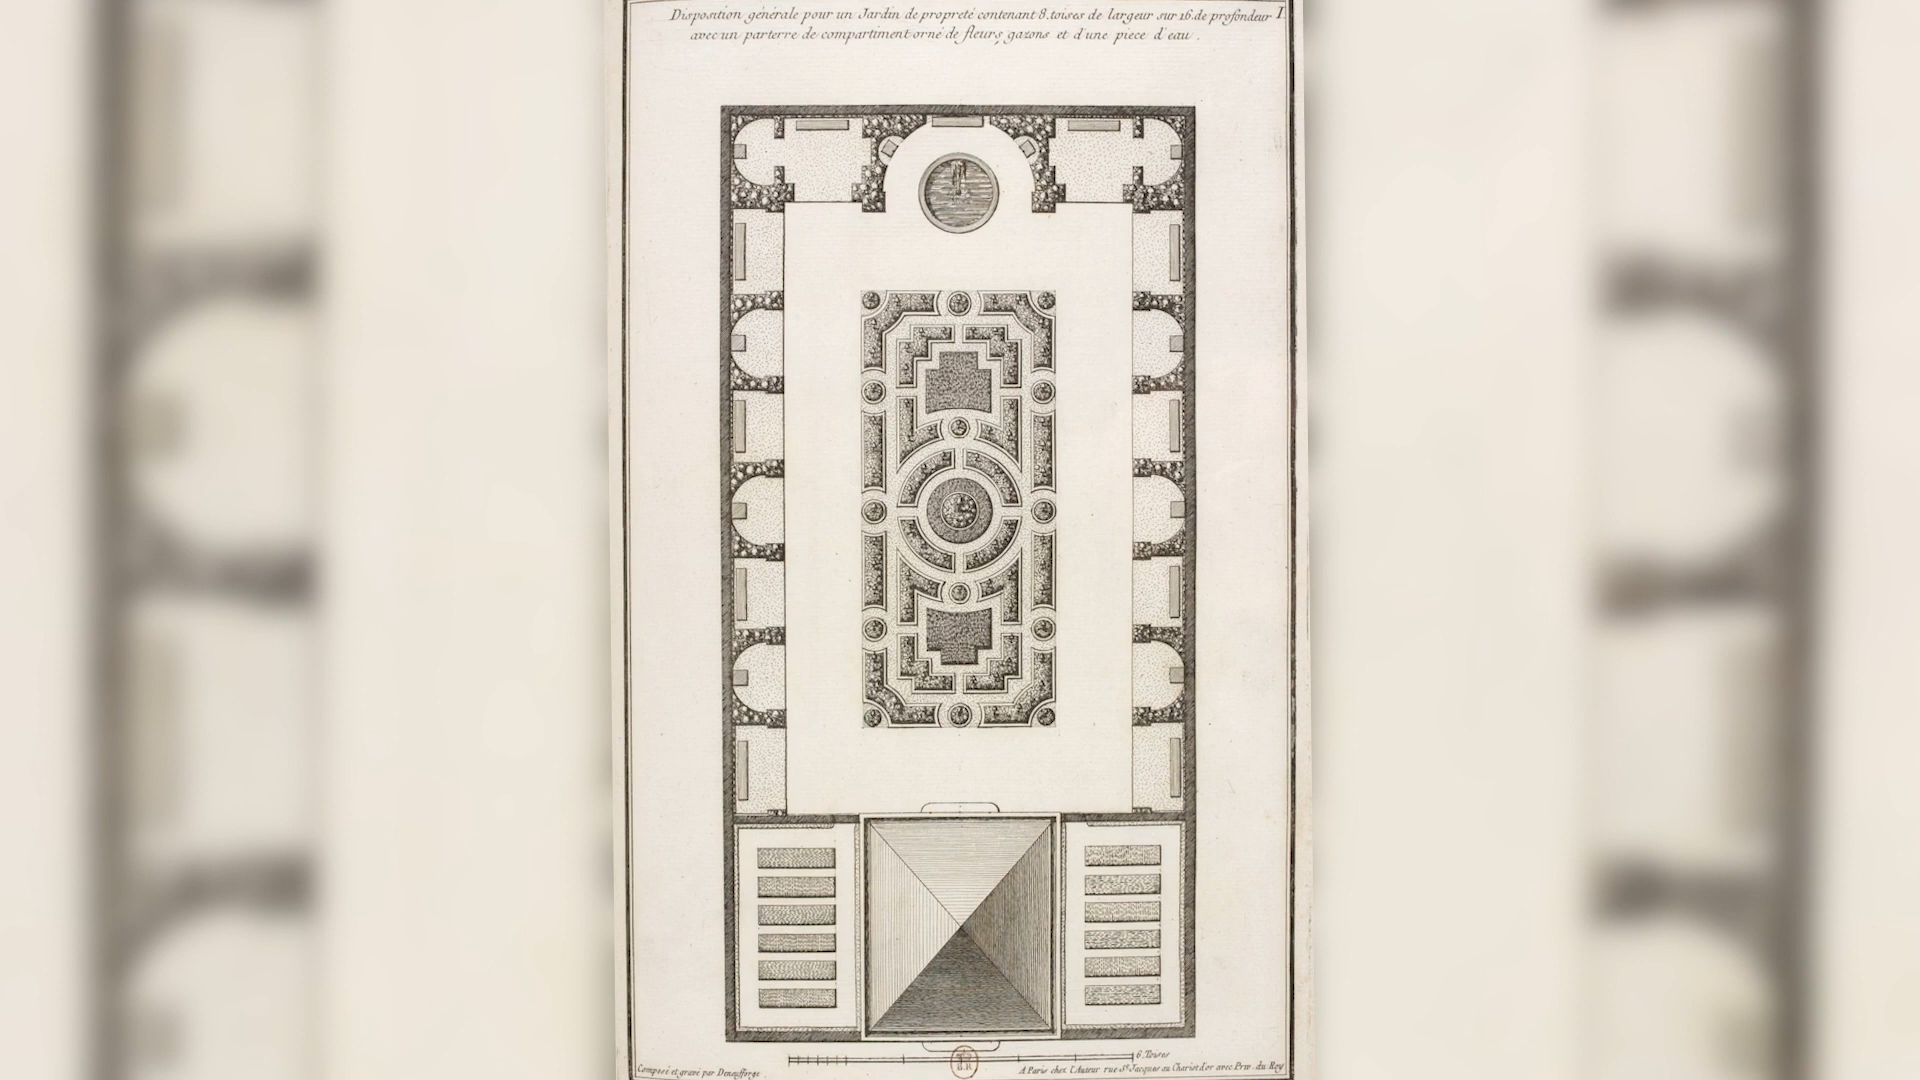 Disposition générale pour un Jardin de propreté contenant 8. toises de largeur sur 16. de profondeur I.
avec un parterre de compartiment orné de fleurs, gazons et d'une piece d'eau.
6. Toises
B.R
Composé et gravé par Deneufforge.
A Paris chez l'Auteur rue St. Jacques au Chariot d'or avec Priv. du Roy